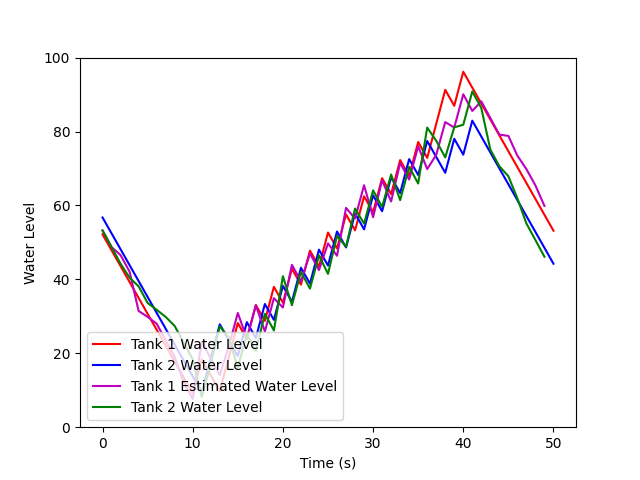 100
80
60
40
20
0
Water Level
Tank 1 Water Level
Tank 2 Water Level
Tank 1 Estimated Water Level
Tank 2 Water Level
0 10 20 30 40 50
Time (s)